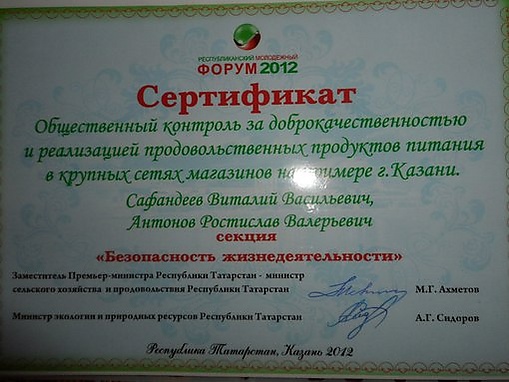 РЕСПУБЛИКАНСКИЙ МОЛОДЕЖНЫЙ
ФОРУМ 2012
Сертификат
Общественный контроль за доброкачественностью
и реализацией продовольственных продуктов питания
в крупных сетях магазинов на примере г.Казани.
Сафандеев Виталий Васильевич,
Антонов Ростислав Валерьевич
секция
«Безопасность жизнедеятельности»
Заместитель Премьер-министра Республики Татарстан - министр
сельского хозяйства и продовольствия Республики Татарстан М.Г. Ахметов
Министр экологии и природных ресурсов Республики Татарстан А.Г. Сидоров
Республика Татарстан, Казань 2012